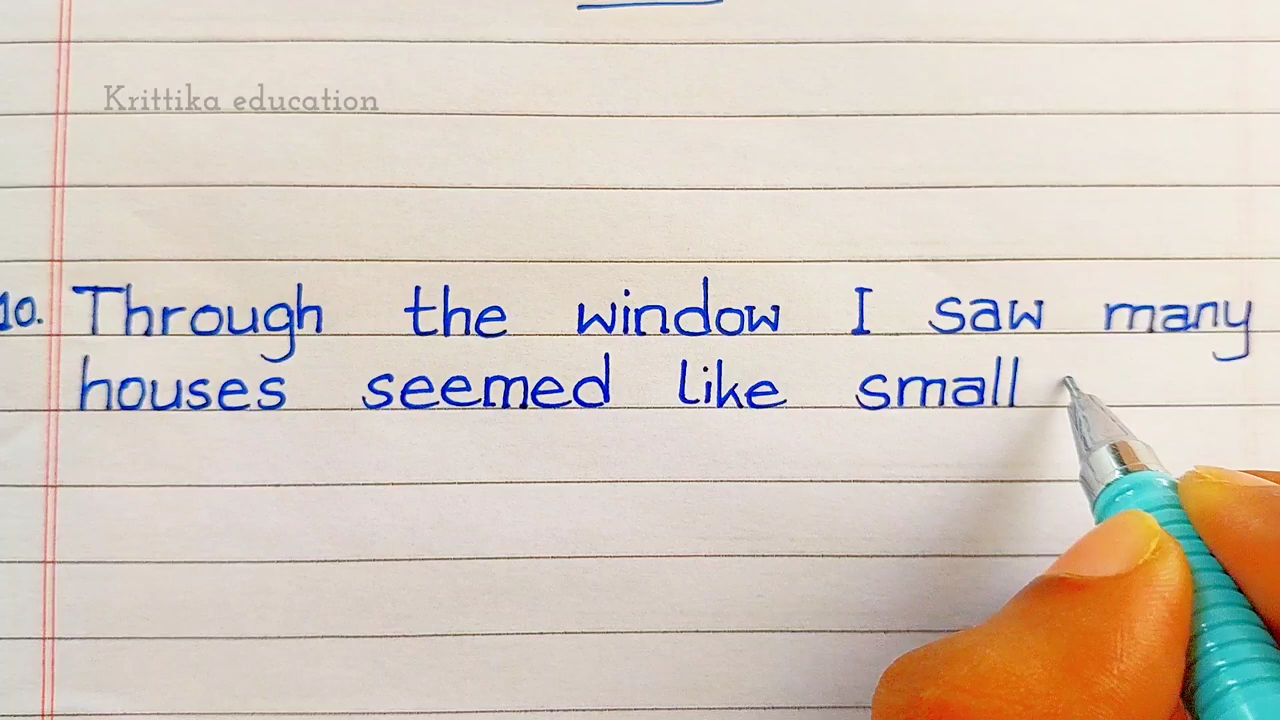 Krittika education
10. Through the window I saw many
houses seemed like small